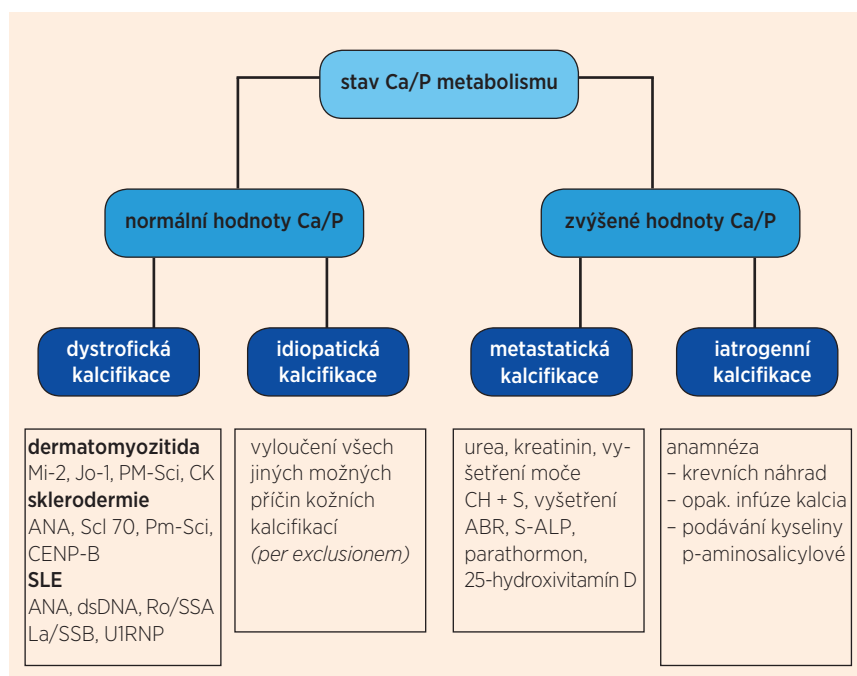 stav Ca/P metabolismu
normální hodnoty Ca/P
zvýšené hodnoty Ca/P
dystrofická
kalcifikace
idiopatická
kalcifikace
metastatická
kalcifikace
iatrogenní
kalcifikace
dermatomyozitida
Mi-2, Jo-1, PM-Sci, CK
sklerodermie
ANA, Scl 70, Pm-Sci,
CENP-B
SLE
ANA, dsDNA, Ro/SSA
La/SSB, U1RNP
vyloučení všech
jiných možných
příčin kožních
kalcifikací
(per exclusionem)
urea, kreatinin, vy-
šetření moče
CH + S, vyšetření
ABR, S-ALP,
parathormon,
25-hydroxivitamín D
anamnéza
– krevních náhrad
– opak. infúze kalcia
– podávání kyseliny
p-aminosalicylové